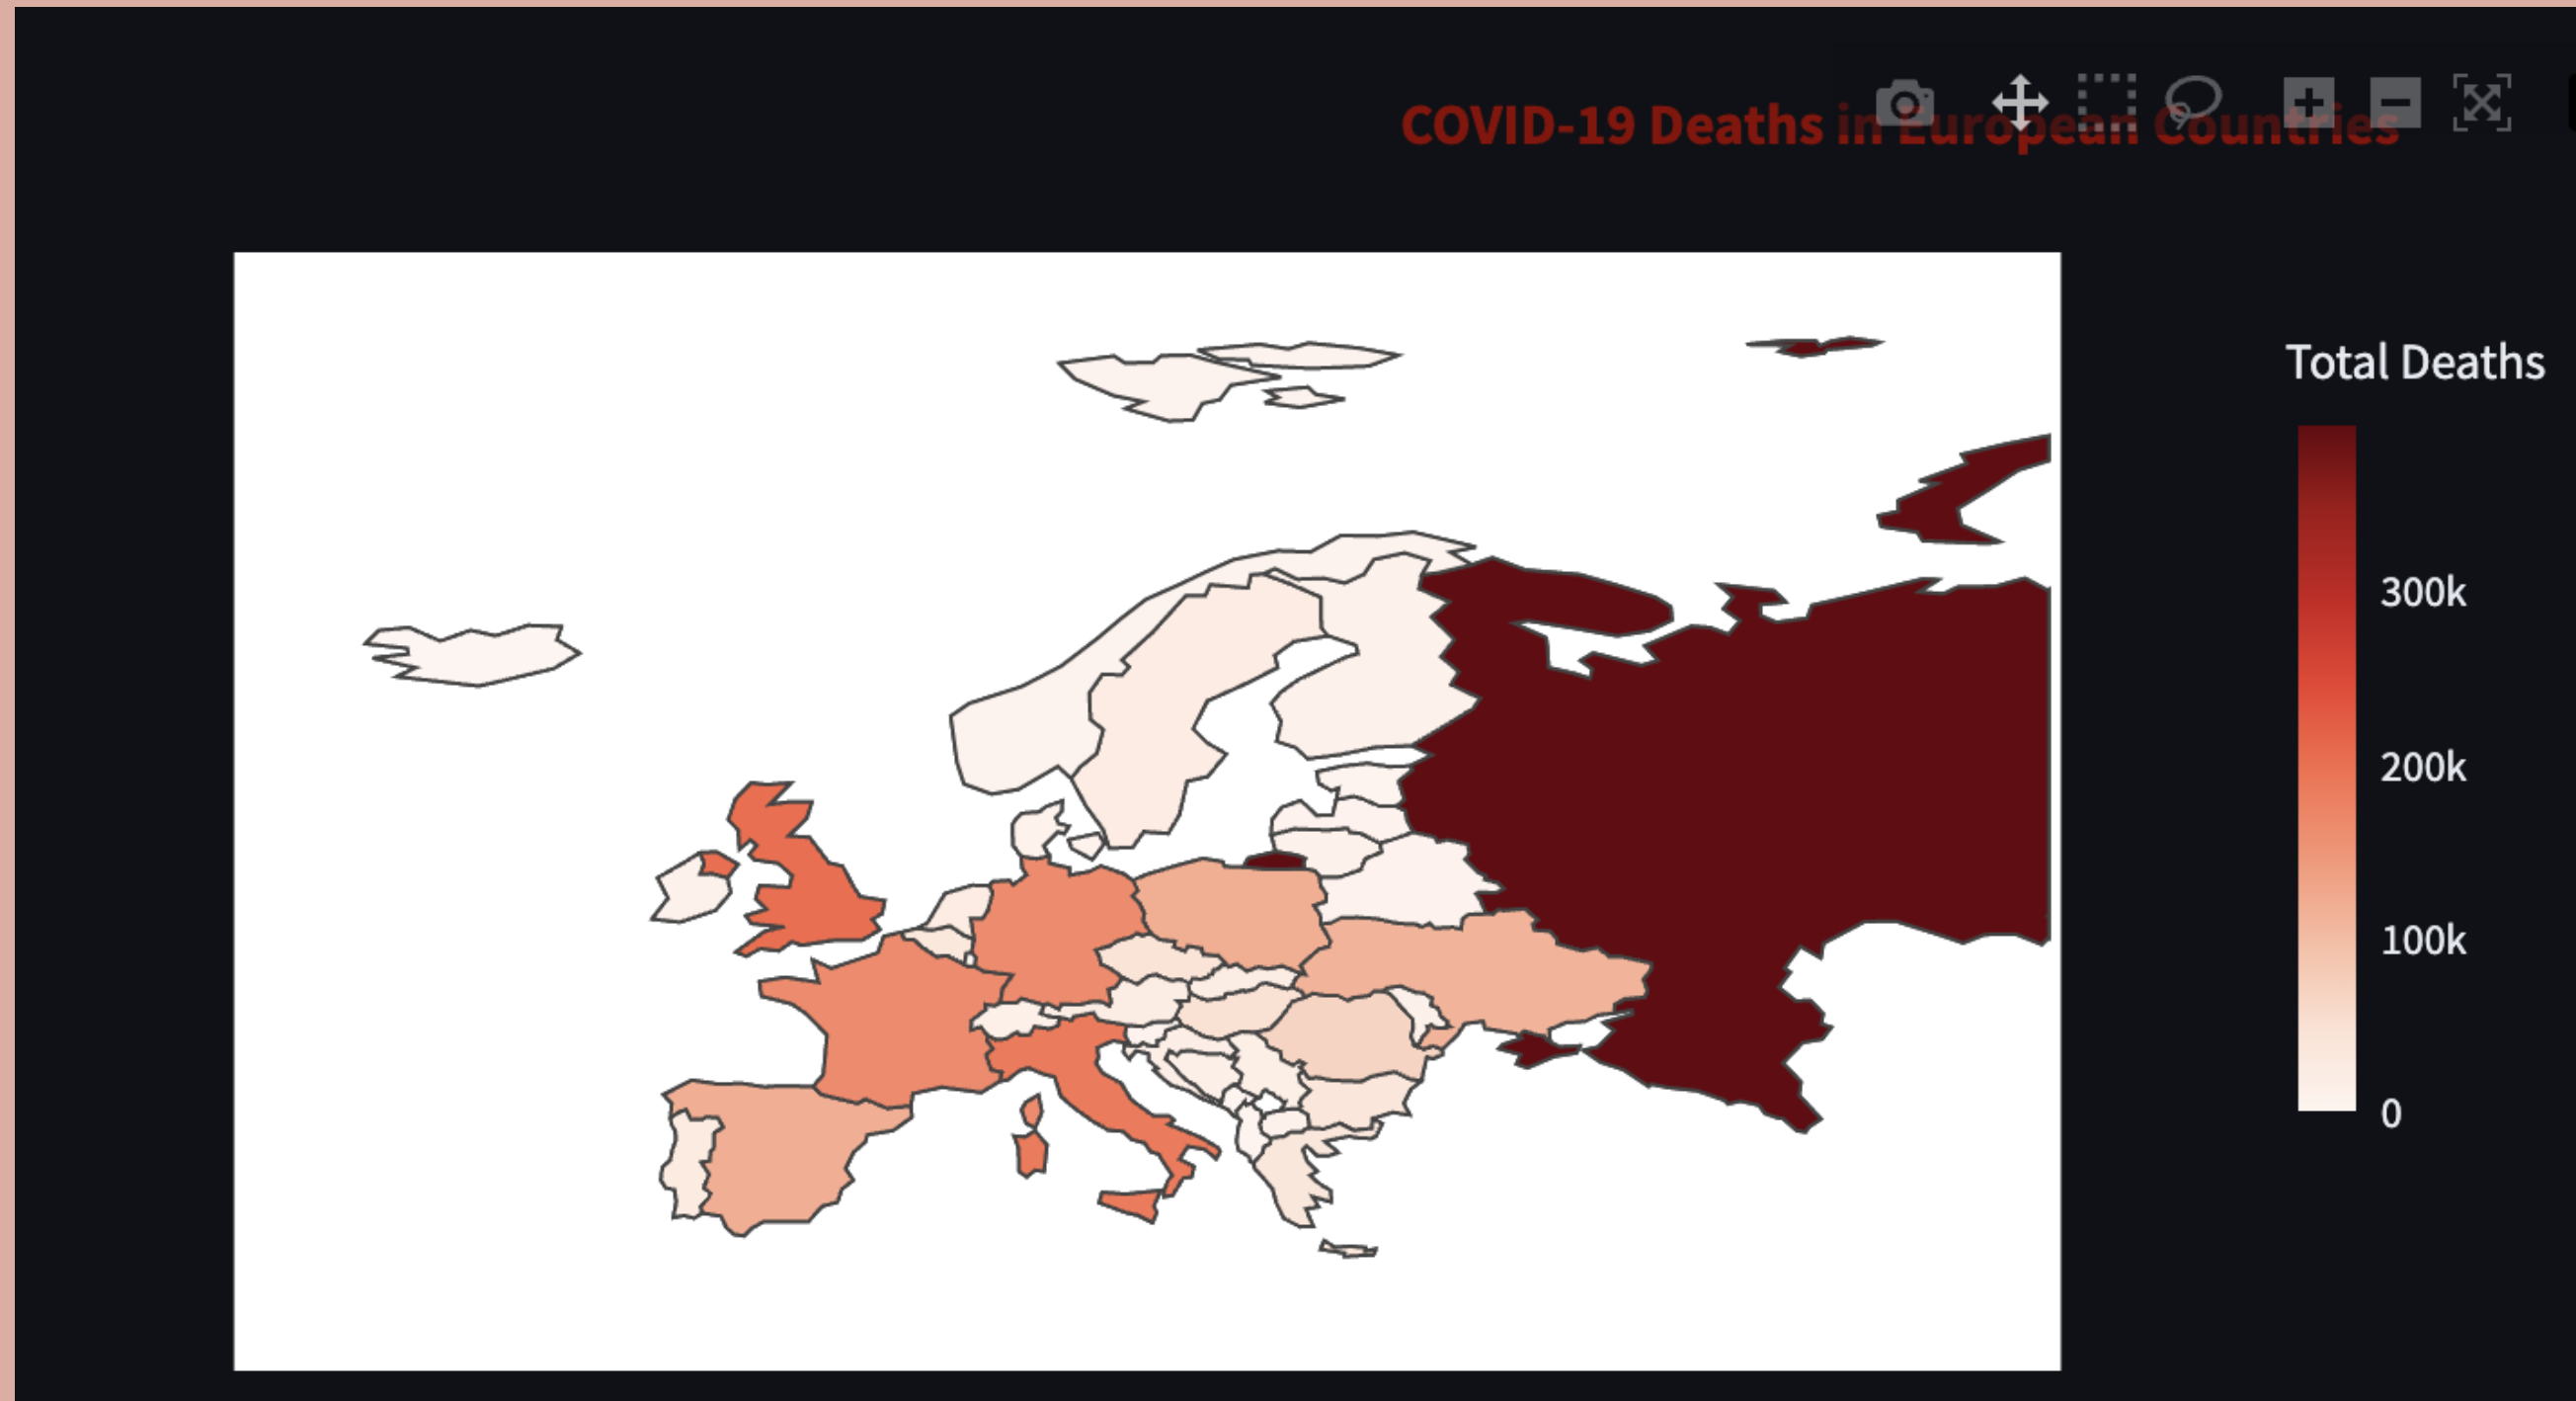 COVID-19 Deaths in European Countries
Total Deaths
300k
200k
100k
0